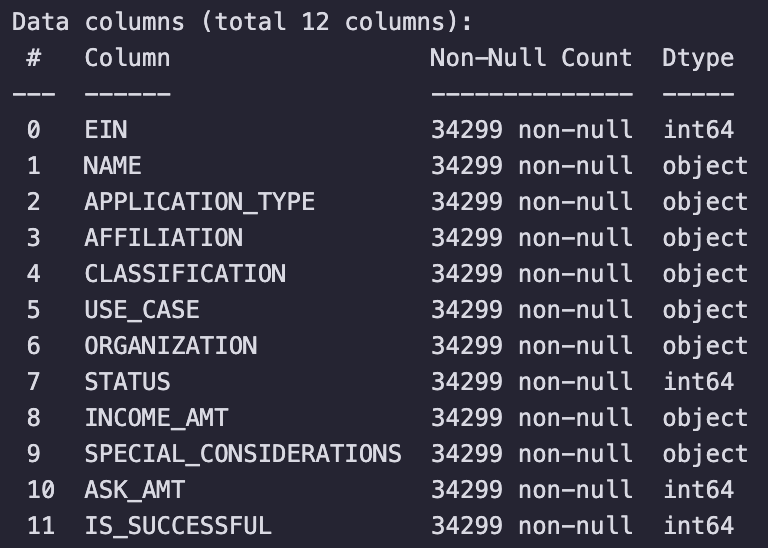 Data columns (total 12 columns):
 #   Column                  Non-Null Count  Dtype
---  ------                  --------------  -----
 0   EIN                     34299 non-null  int64
 1   NAME                    34299 non-null  object
 2   APPLICATION_TYPE        34299 non-null  object
 3   AFFILIATION             34299 non-null  object
 4   CLASSIFICATION          34299 non-null  object
 5   USE_CASE                34299 non-null  object
 6   ORGANIZATION            34299 non-null  object
 7   STATUS                  34299 non-null  int64
 8   INCOME_AMT              34299 non-null  object
 9   SPECIAL_CONSIDERATIONS  34299 non-null  object
 10  ASK_AMT                 34299 non-null  int64
 11  IS_SUCCESSFUL           34299 non-null  int64